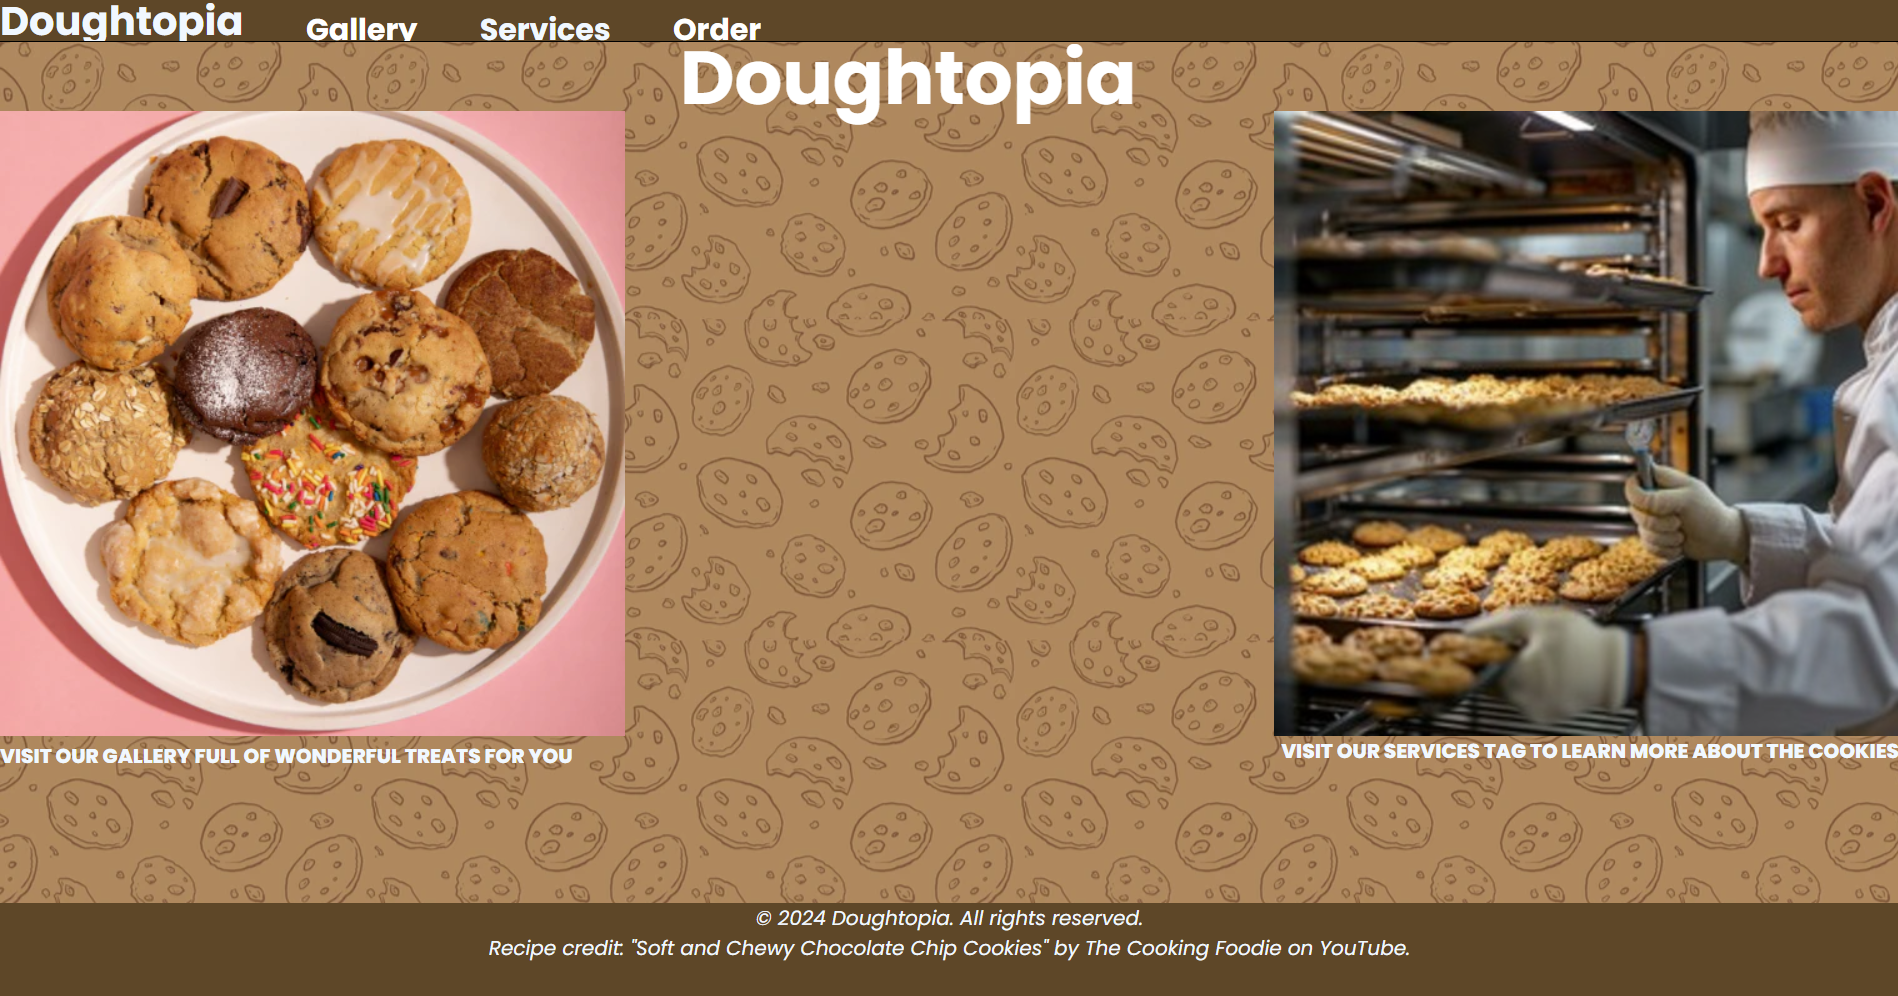 Doughtopia Gallery Services Order
Doughtopia
VISIT OUR GALLERY FULL OF WONDERFUL TREATS FOR YOU
VISIT OUR SERVICES TAG TO LEARN MORE ABOUT THE COOKIES
© 2024 Doughtopia. All rights reserved.
Recipe credit: "Soft and Chewy Chocolate Chip Cookies" by The Cooking Foodie on YouTube.